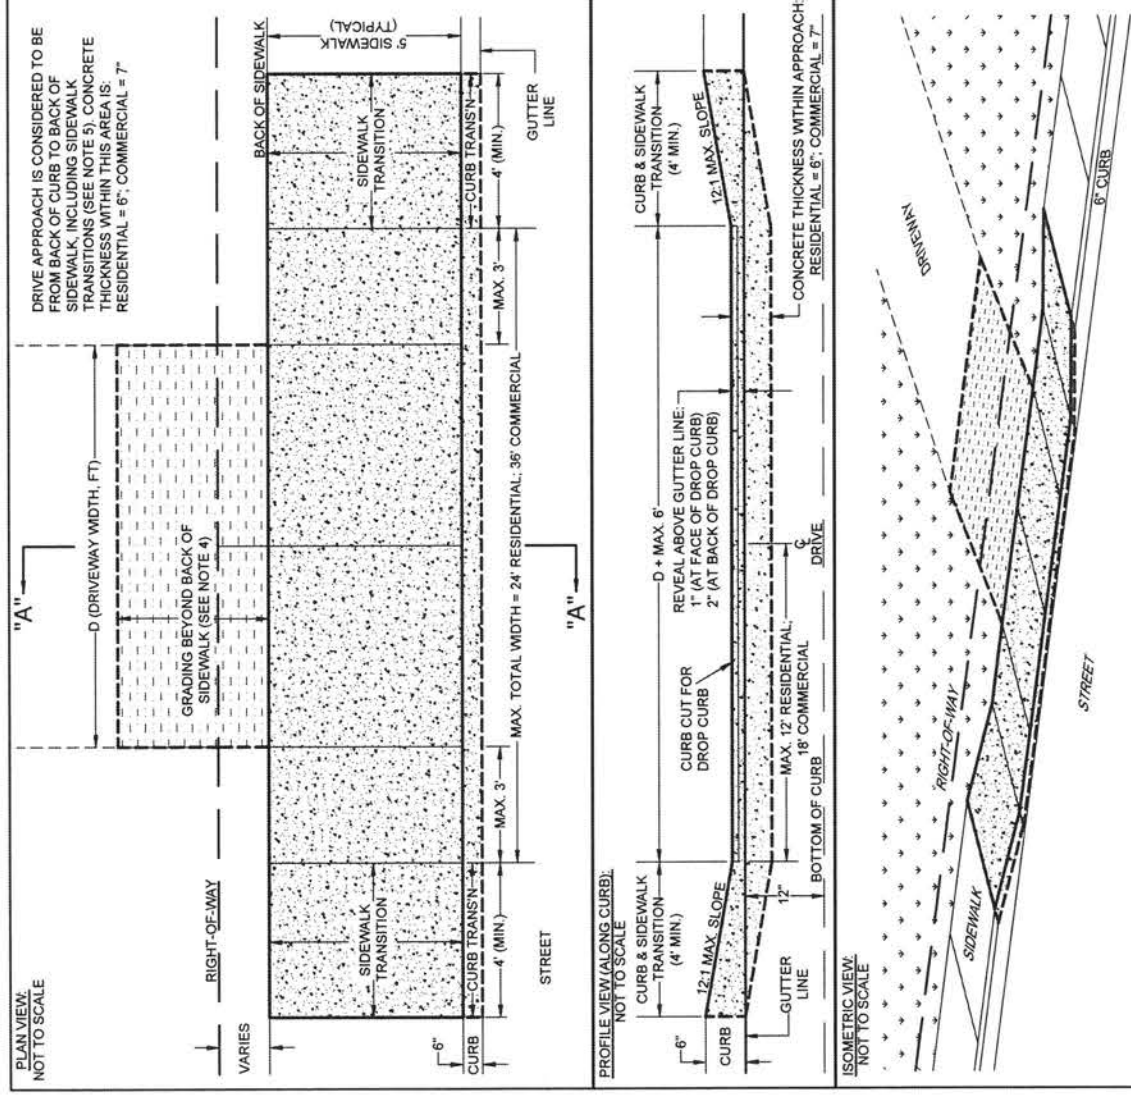 PLAN VIEW:
NOT TO SCALE
"A"
DRIVE APPROACH IS CONSIDERED TO BE
FROM BACK OF CURB TO BACK OF
SIDEWALK, INCLUDING SIDEWALK
TRANSITIONS (SEE NOTE 5). CONCRETE
THICKNESS WITHIN THIS AREA IS:
RESIDENTIAL = 6"; COMMERCIAL = 7"
D (DRIVEWAY WIDTH, FT)
RIGHT-OF-WAY
VARIES
GRADING BEYOND BACK OF
SIDEWALK (SEE NOTE 4)
BACK OF SIDEWALK
5' SIDEWALK
(TYPICAL)
SIDEWALK
TRANSITION
SIDEWALK
TRANSITION
6"
CURB
CURB TRANS'N
CURB TRANS'N
4' (MIN.)
MAX. 3'
MAX. 3'
4' (MIN.)
MAX. TOTAL WIDTH = 24' RESIDENTIAL; 36' COMMERCIAL
GUTTER
LINE
STREET
"A"
PROFILE VIEW (ALONG CURB):
NOT TO SCALE
CURB & SIDEWALK
TRANSITION
(4' MIN.)
D + MAX. 6'
CURB & SIDEWALK
TRANSITION
(4' MIN.)
12:1 MAX. SLOPE
12:1 MAX. SLOPE
6"
CURB
CURB CUT FOR
DROP CURB
REVEAL ABOVE GUTTER LINE:
1" (AT FACE OF DROP CURB)
2" (AT BACK OF DROP CURB)
GUTTER
LINE
12"
MAX. 12' RESIDENTIAL;
18' COMMERCIAL
BOTTOM OF CURB
℄
DRIVE
CONCRETE THICKNESS WITHIN APPROACH:
RESIDENTIAL = 6"; COMMERCIAL = 7"
ISOMETRIC VIEW:
NOT TO SCALE
DRIVEWAY
RIGHT-OF-WAY
SIDEWALK
6" CURB
STREET